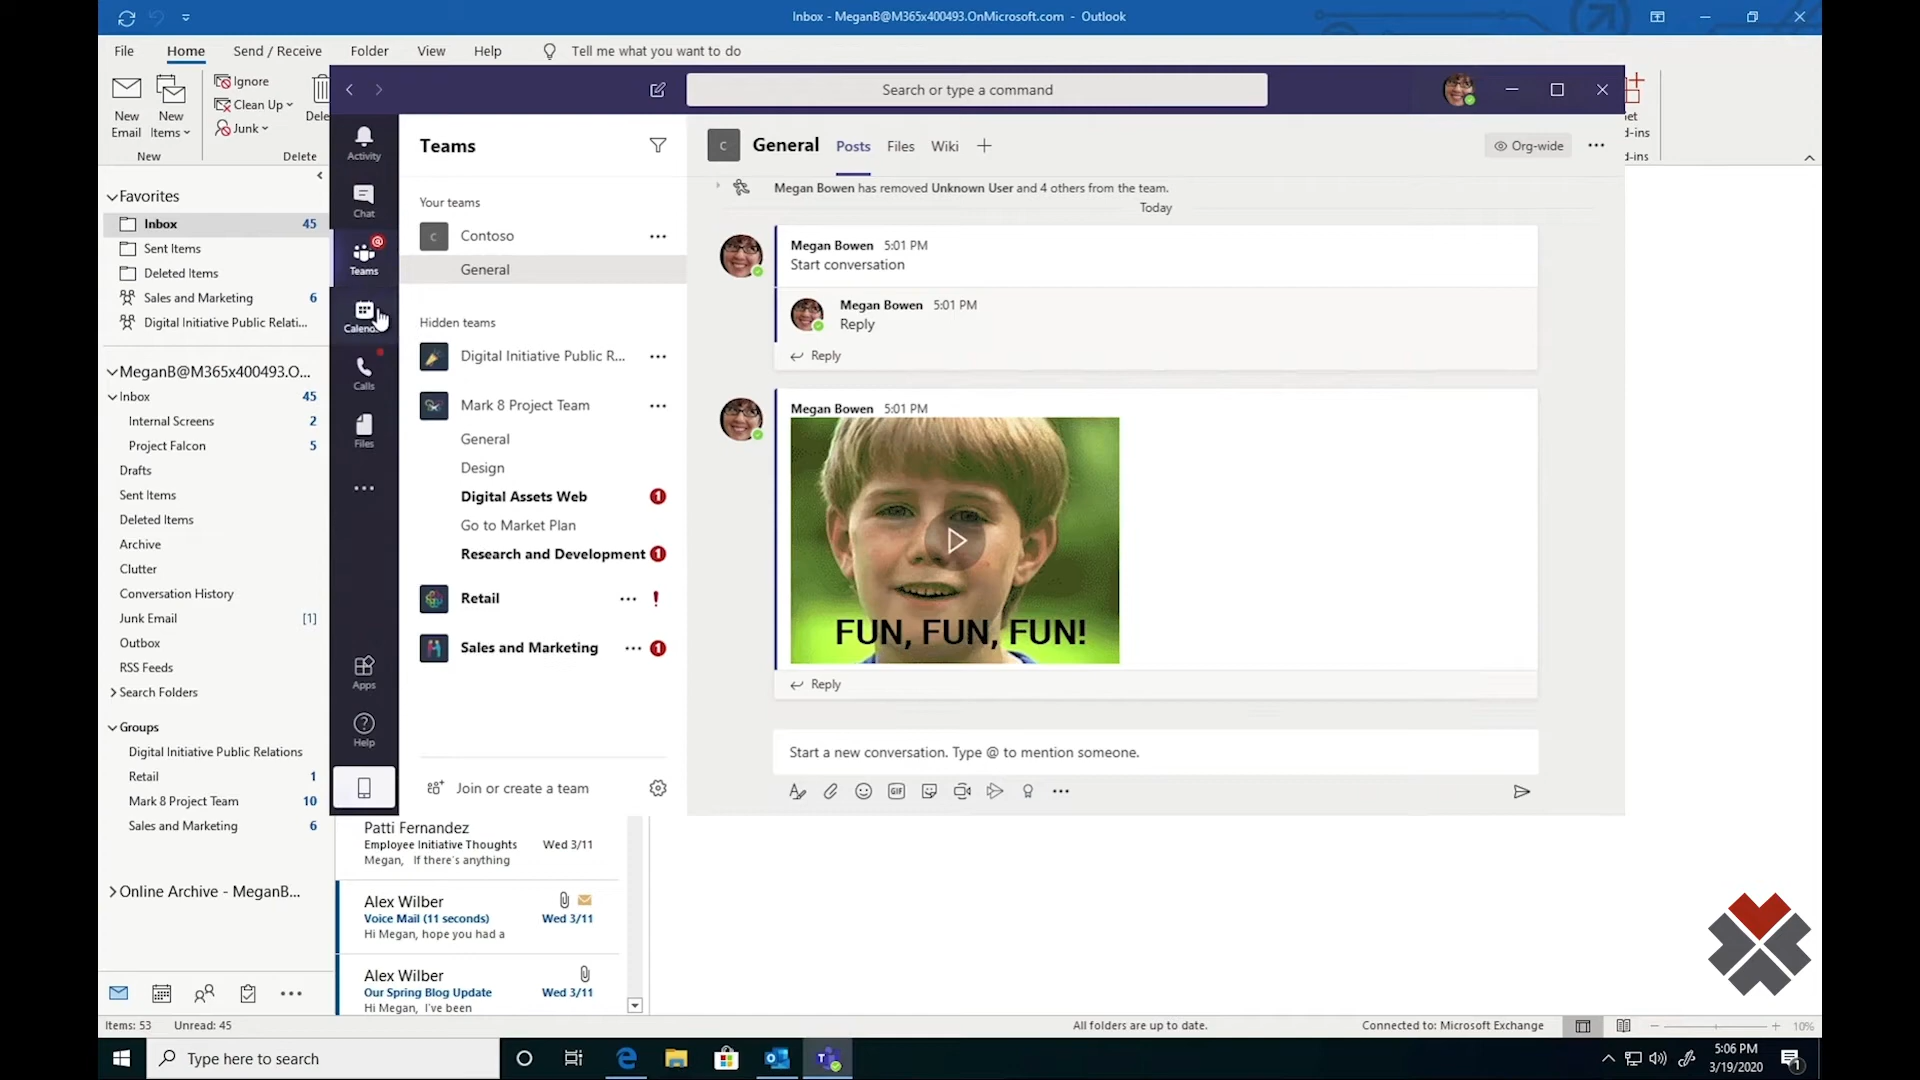 Inbox - MeganB@M365x400493.OnMicrosoft.com - Outlook
File Home Send / Receive Folder View Help Tell me what you want to do
New Email
New Items
New
Ignore
Clean Up
Junk
Dele
Delete
Search or type a command
et
d-ins
d-ins
Favorites
Inbox 45
Sent Items
Deleted Items
Sales and Marketing 6
Digital Initiative Public Relati...
MeganB@M365x400493.O...
Inbox 45
Internal Screens 2
Project Falcon 5
Drafts
Sent Items
Deleted Items
Archive
Clutter
Conversation History
Junk Email [1]
Outbox
RSS Feeds
Search Folders
Groups
Digital Initiative Public Relations
Retail 1
Mark 8 Project Team 10
Sales and Marketing 6
Online Archive - MeganB...
Activity
Chat
Teams
Calend
Calls
Files
Apps
Help
Teams
Your teams
C Contoso
General
Hidden teams
Digital Initiative Public R...
Mark 8 Project Team
General
Design
Digital Assets Web 1
Go to Market Plan
Research and Development 1
Retail
Sales and Marketing 1
Join or create a team
C General Posts Files Wiki Org-wide
Megan Bowen has removed Unknown User and 4 others from the team.
Today
Megan Bowen 5:01 PM
Start conversation
Megan Bowen 5:01 PM
Reply
Reply
Megan Bowen 5:01 PM
FUN, FUN, FUN!
Reply
Start a new conversation. Type @ to mention someone.
GIF
Patti Fernandez
Employee Initiative Thoughts Wed 3/11
Megan, If there's anything
Alex Wilber
Voice Mail (11 seconds) Wed 3/11
Hi Megan, hope you had a
Alex Wilber
Our Spring Blog Update Wed 3/11
Hi Megan, I've been
Items: 53 Unread: 45
All folders are up to date.
Connected to: Microsoft Exchange
10%
Type here to search
5:06 PM
3/19/2020
1